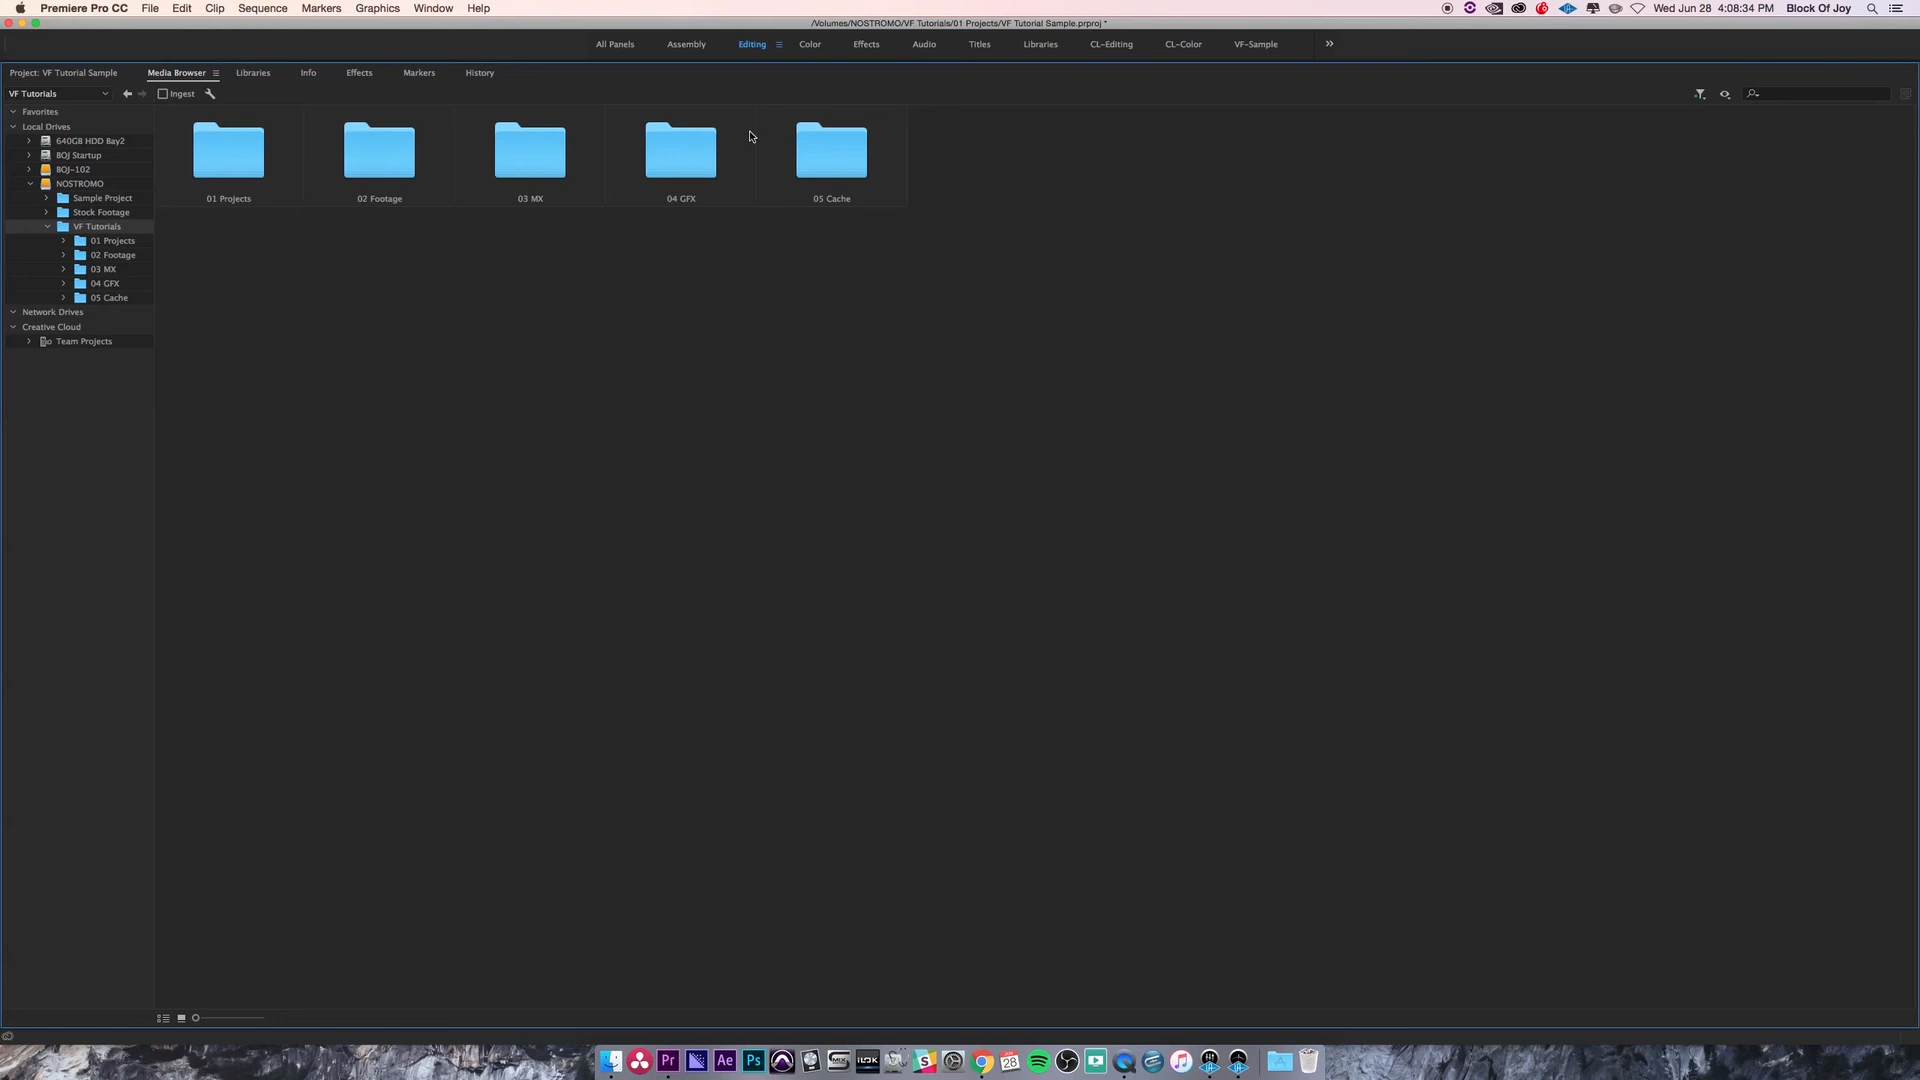 Premiere Pro CC File Edit Clip Sequence Markers Graphics Window Help Wed Jun 28 4:08:34 PM Block Of Joy
/Volumes/NOSTROMO/VF Tutorials/01 Projects/VF Tutorial Sample.prproj *
All Panels Assembly Editing Color Effects Audio Titles Libraries CL-Editing CL-Color VF-Sample
Project: VF Tutorial Sample Media Browser Libraries Info Effects Markers History
VF Tutorials Ingest
Favorites
Local Drives
640GB HDD Bay2
BOJ Startup
BOJ-102
NOSTROMO
Sample Project
Stock Footage
VF Tutorials
01 Projects
02 Footage
03 MX
04 GFX
05 Cache
Network Drives
Creative Cloud
Team Projects
01 Projects 02 Footage 03 MX 04 GFX 05 Cache
Pr Ae Ps 28